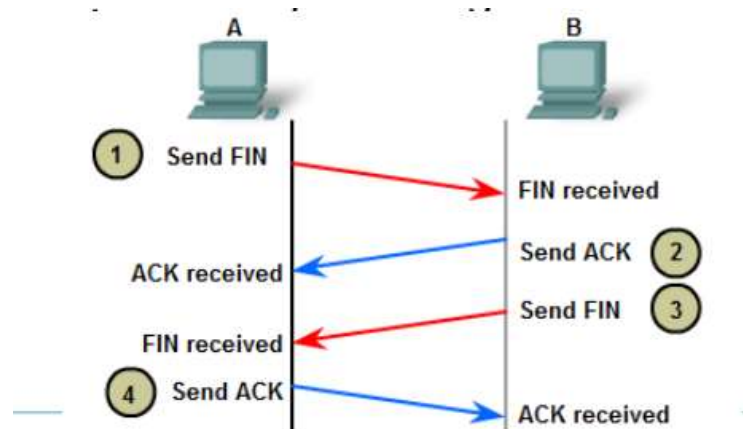 A
B
1 Send FIN
FIN received
Send ACK 2
ACK received
Send FIN 3
FIN received
4 Send ACK
ACK received